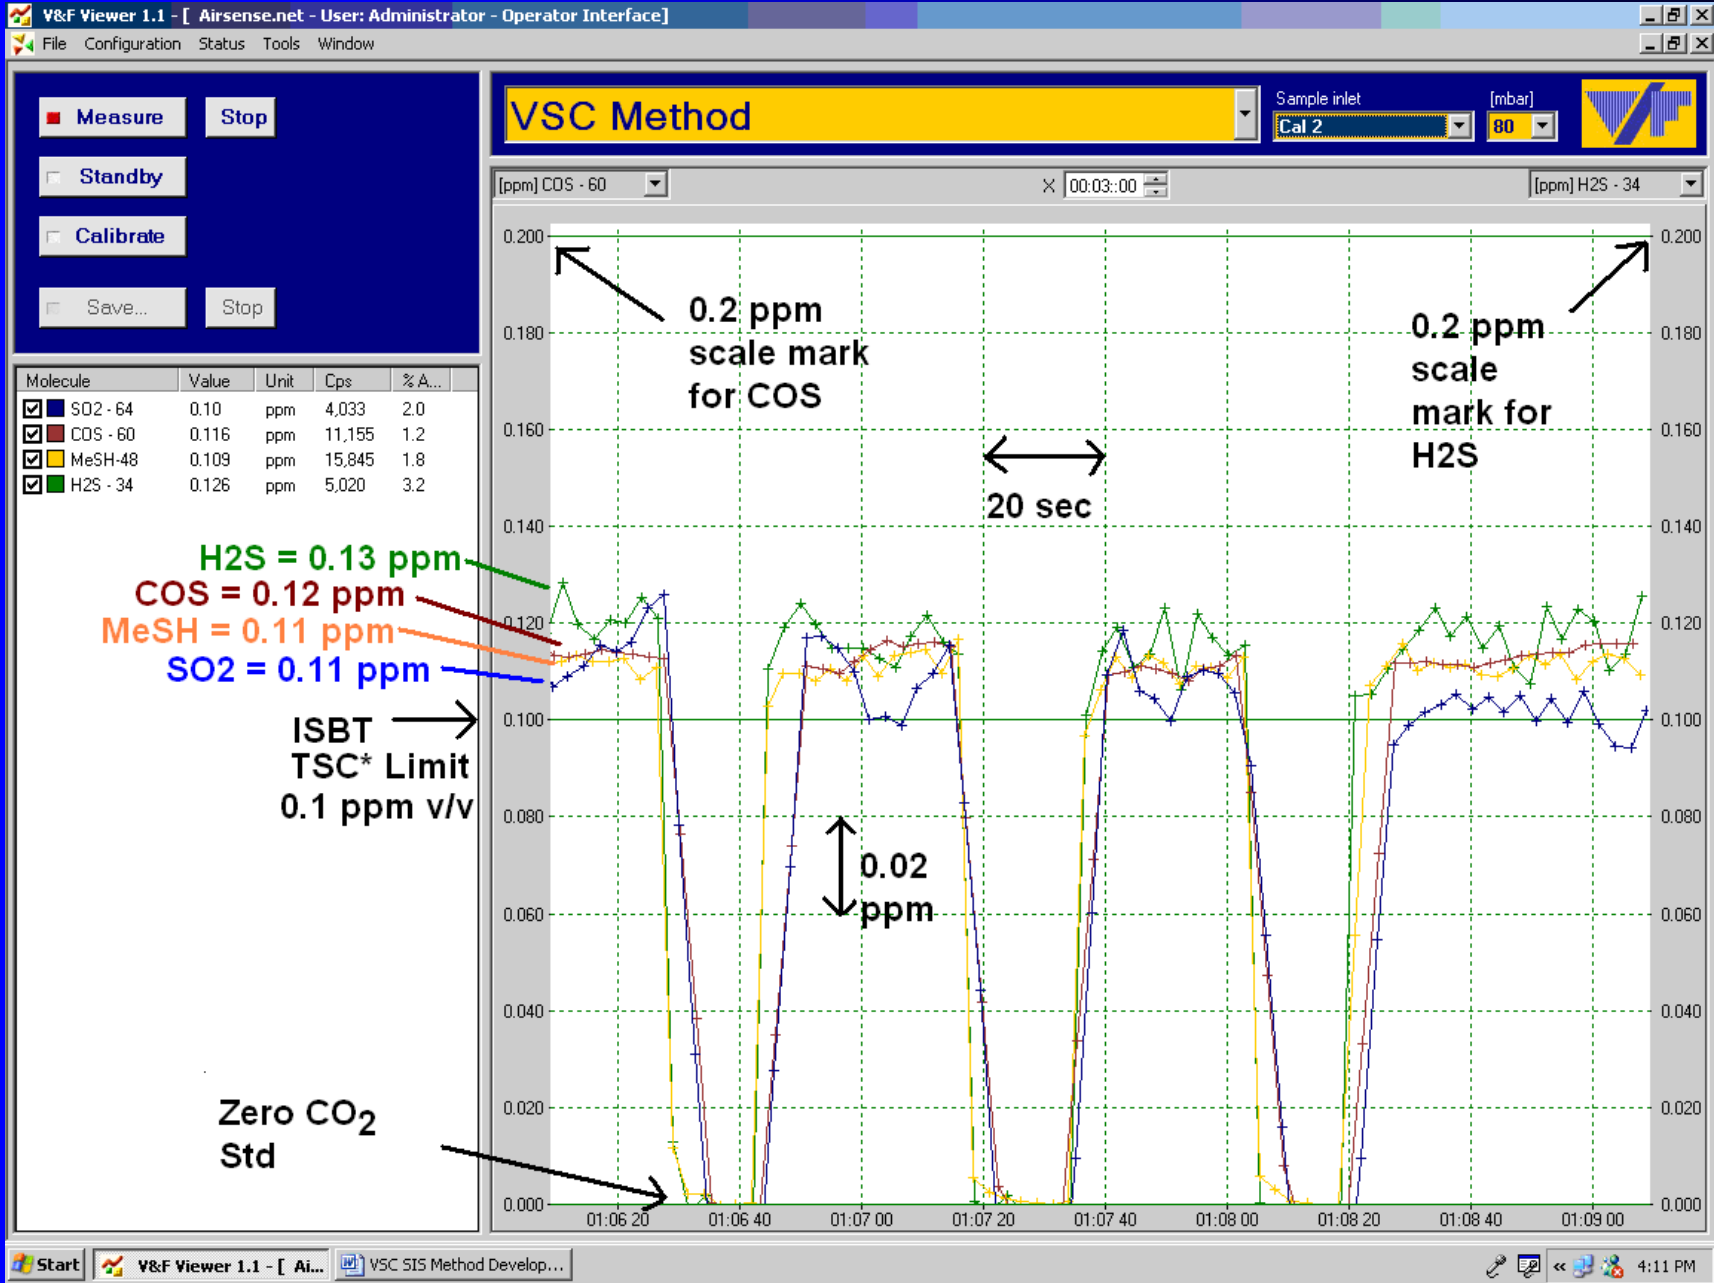 V&F Viewer 1.1 - [ Airsense.net - User: Administrator - Operator Interface]
File Configuration Status Tools Window
Measure Stop
Standby
Calibrate
Save... Stop
VSC Method
Sample inlet
Cal 2
[mbar]
80
[ppm] COS - 60
X 00:03::00
[ppm] H2S - 34
Molecule Value Unit Cps % A...
SO2 - 64 0.10 ppm 4,033 2.0
COS - 60 0.116 ppm 11,155 1.2
MeSH-48 0.109 ppm 15,845 1.8
H2S - 34 0.126 ppm 5,020 3.2
H2S = 0.13 ppm
COS = 0.12 ppm
MeSH = 0.11 ppm
SO2 = 0.11 ppm
ISBT
TSC* Limit
0.1 ppm v/v
Zero CO2
Std
0.200
0.180
0.160
0.140
0.120
0.100
0.080
0.060
0.040
0.020
0.000
0.2 ppm
scale mark
for COS
20 sec
0.02
ppm
0.2 ppm
scale
mark for
H2S
0.200
0.180
0.160
0.140
0.120
0.100
0.080
0.060
0.040
0.020
0.000
01:06 20 01:06 40 01:07 00 01:07 20 01:07 40 01:08 00 01:08 20 01:08 40 01:09 00
Start V&F Viewer 1.1 - [ Ai... VSC SIS Method Develop... « 4:11 PM